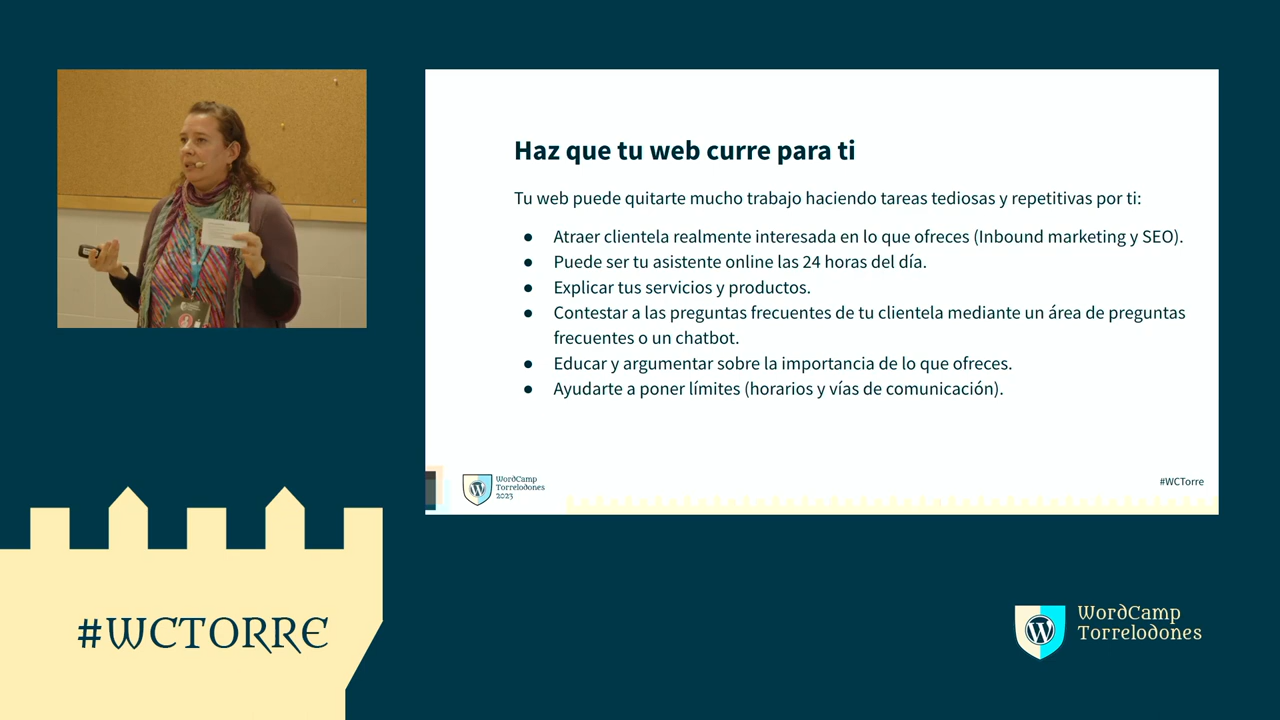 Haz que tu web curre para ti
Tu web puede quitarte mucho trabajo haciendo tareas tediosas y repetitivas por ti:
● Atraer clientela realmente interesada en lo que ofreces (Inbound marketing y SEO).
● Puede ser tu asistente online las 24 horas del día.
● Explicar tus servicios y productos.
● Contestar a las preguntas frecuentes de tu clientela mediante un área de preguntas
frecuentes o un chatbot.
● Educar y argumentar sobre la importancia de lo que ofreces.
● Ayudarte a poner límites (horarios y vías de comunicación).
WordCamp
Torrelodones
2023
#WCTorre
#WCTORRE
WordCamp
Torrelodones